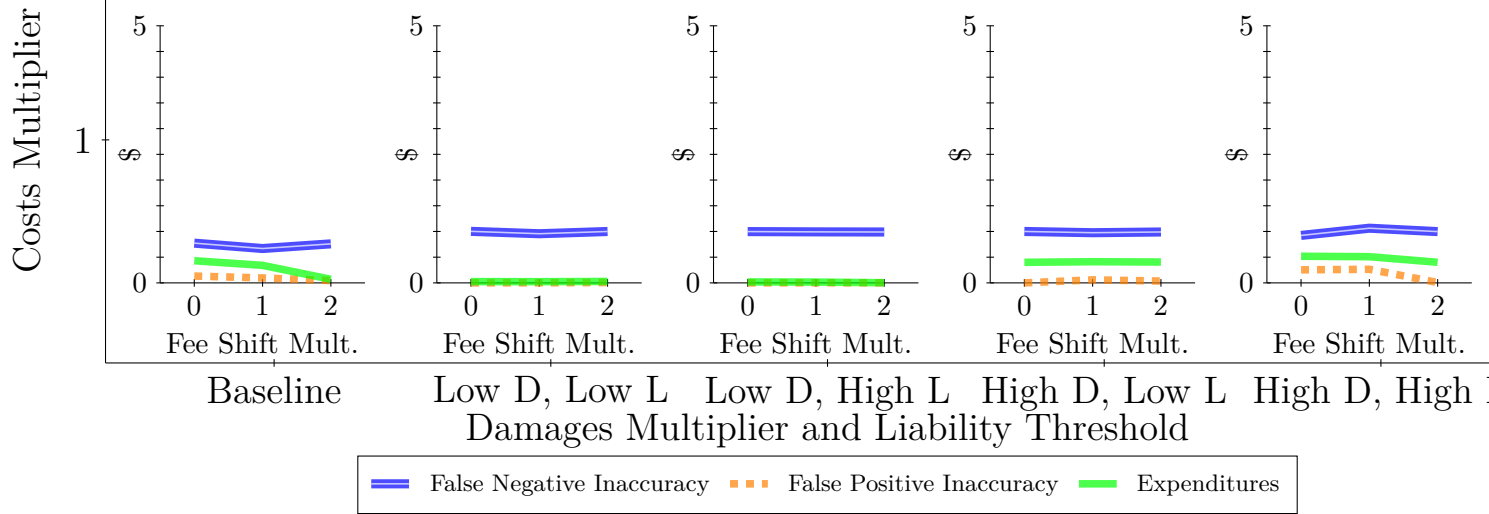 Costs Multiplier
1
5
0
$
0 1 2
Fee Shift Mult.
5
0
$
0 1 2
Fee Shift Mult.
5
0
$
0 1 2
Fee Shift Mult.
5
0
$
0 1 2
Fee Shift Mult.
5
0
$
0 1 2
Fee Shift Mult.
Baseline
Low D, Low L
Low D, High L
High D, Low L
High D, High
Damages Multiplier and Liability Threshold
False Negative Inaccuracy
False Positive Inaccuracy
Expenditures